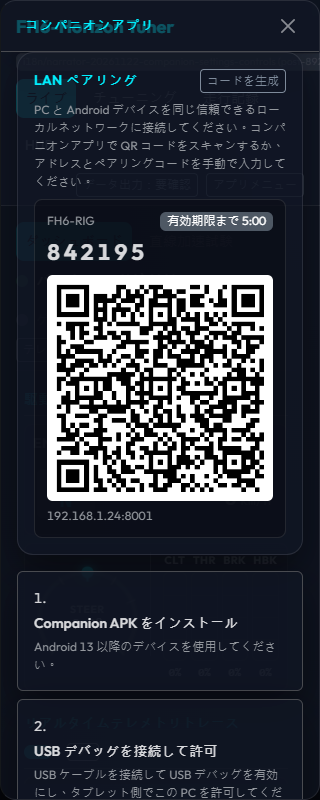 コンパニオンアプリ
FH6 Horizon Tuner
LAN ペアリング
コードを生成
PC と Android デバイスを同じ信頼できるロー
カルネットワークに接続してください。コンパ
ニオンアプリで QR コードをスキャンするか、
アドレスとペアリングコードを手動で入力して
ください。
FH6-RIG
有効期限まで 5:00
842195
192.168.1.24:8001
CLT THR BRK HBK
1.
Companion APK をインストール
Android 13 以降のデバイスを使用してくださ
い。
2.
USB デバッグを接続して許可
USB ケーブルを接続して USB デバッグを有効
にし、タブレット側でこの PC を許可してくだ